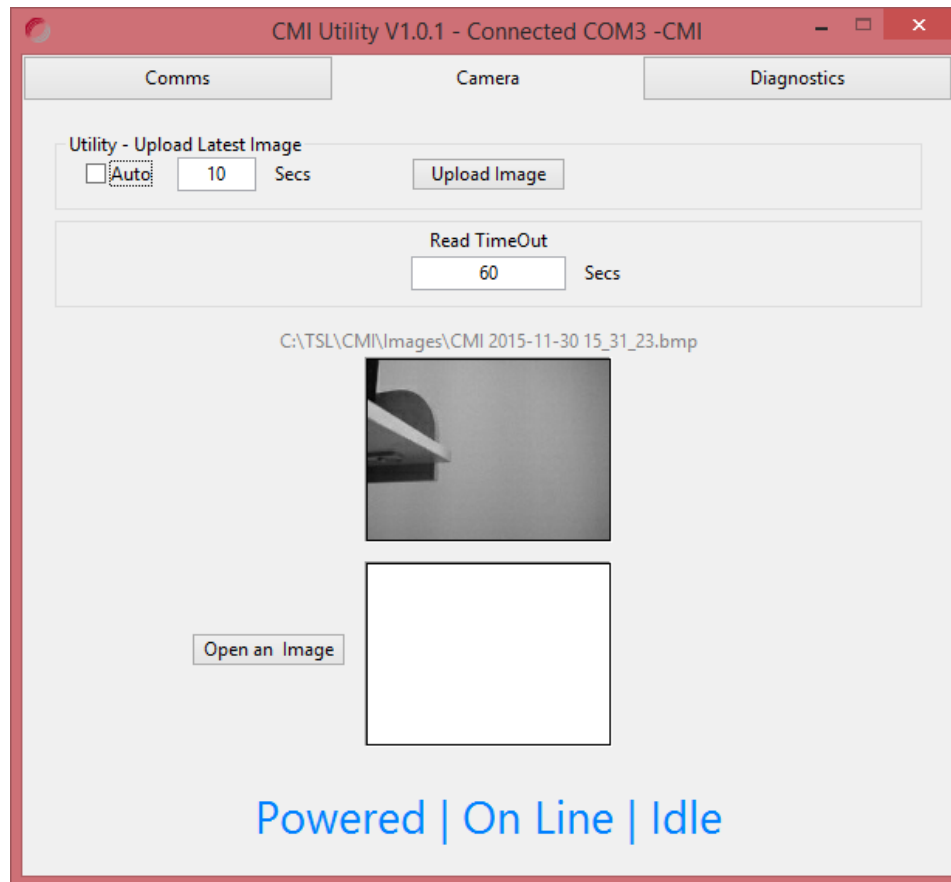 CMI Utility V1.0.1 - Connected COM3 -CMI
Comms Camera Diagnostics
Utility - Upload Latest Image
Auto 10 Secs Upload Image
Read TimeOut
60 Secs
C:\TSL\CMI\Images\CMI 2015-11-30 15_31_23.bmp
Open an  Image
Powered | On Line | Idle